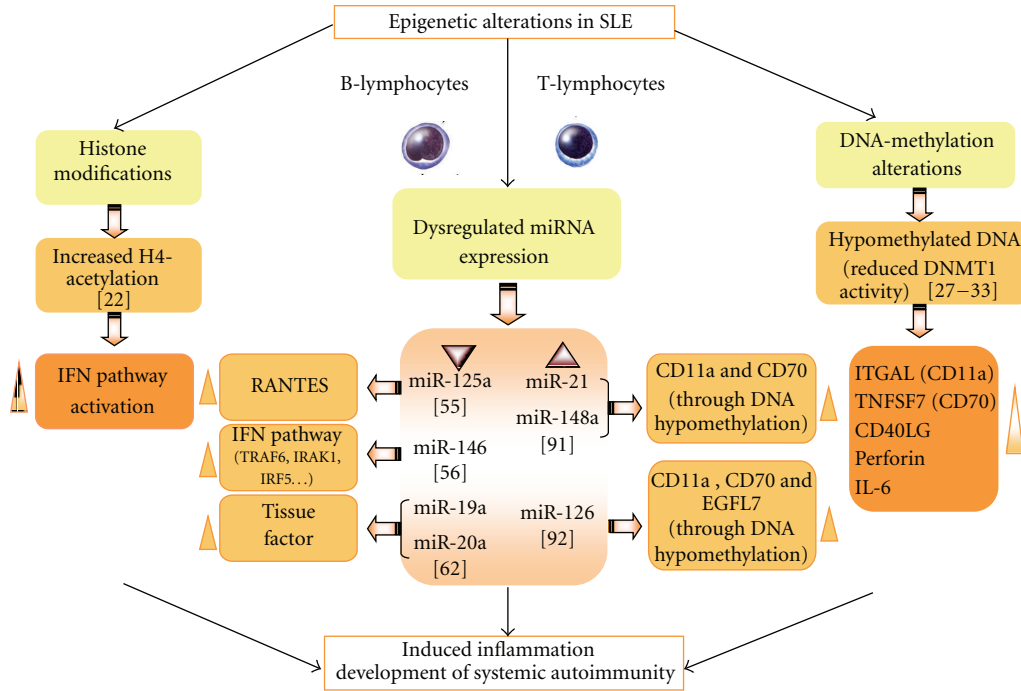 Epigenetic alterations in SLE
B-lymphocytes
T-lymphocytes
Histone
modifications
Increased H4-
acetylation
[22]
IFN pathway
activation
Dysregulated miRNA
expression
DNA-methylation
alterations
Hypomethylated DNA
(reduced DNMT1
activity) [27–33]
ITGAL (CD11a)
TNFSF7 (CD70)
CD40LG
Perforin
IL-6
RANTES
IFN pathway
(TRAF6, IRAK1,
IRF5...)
Tissue
factor
miR-125a
[55]
miR-146
[56]
miR-19a
miR-20a
[62]
miR-21
miR-148a
[91]
miR-126
[92]
CD11a and CD70
(through DNA
hypomethylation)
CD11a , CD70 and
EGFL7
(through DNA
hypomethylation)
Induced inflammation
development of systemic autoimmunity